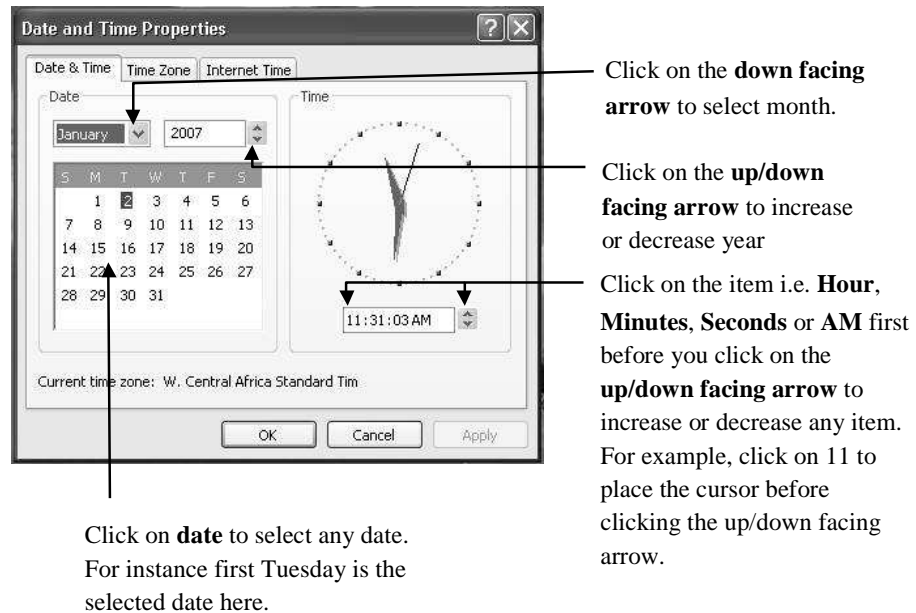 Date and Time Properties
Date & Time Time Zone Internet Time
Date
January 2007
S M T W T F S
1 2 3 4 5 6
7 8 9 10 11 12 13
14 15 16 17 18 19 20
21 22 23 24 25 26 27
28 29 30 31
Time
11:31:03 AM
Current time zone: W. Central Africa Standard Tim
OK Cancel Apply
Click on the down facing
arrow to select month.
Click on the up/down
facing arrow to increase
or decrease year
Click on the item i.e. Hour,
Minutes, Seconds or AM first
before you click on the
up/down facing arrow to
increase or decrease any item.
For example, click on 11 to
place the cursor before
clicking the up/down facing
arrow.
Click on date to select any date.
For instance first Tuesday is the
selected date here.